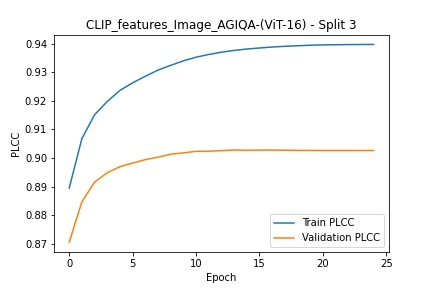 CLIP_features_Image_AGIQA-(ViT-16) - Split 3
0.94
0.93
0.92
0.91
0.90
0.89
0.88
0.87
PLCC
Train PLCC
Validation PLCC
0 5 10 15 20 25
Epoch